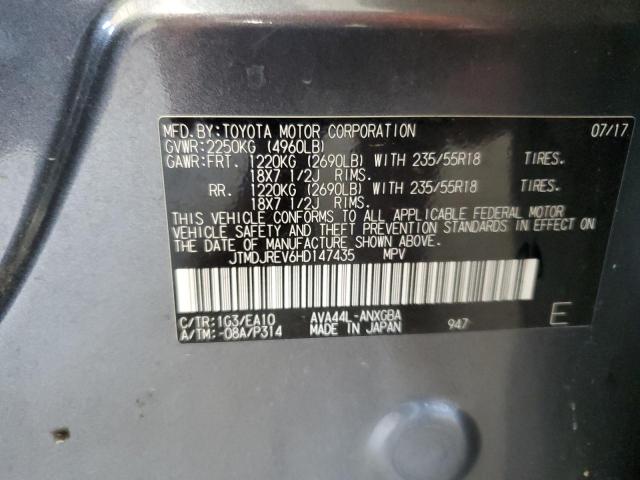 MFD.BY:TOYOTA MOTOR CORPORATION 07/17
GVWR:2250KG (4960LB)
GAWR:FRT. 1220KG (2690LB) WITH 235/55R18 TIRES.
18X7 1/2J RIMS.
RR. 1220KG (2690LB) WITH 235/55R18 TIRES.
18X7 1/2J RIMS.
THIS VEHICLE CONFORMS TO ALL APPLICABLE FEDERAL MOTOR
VEHICLE SAFETY AND THEFT PREVENTION STANDARDS IN EFFECT ON
THE DATE OF MANUFACTURE SHOWN ABOVE.
JTMDJREV6HD147435 MPV
C/TR:1G3/EA10 AVA44L-ANXGBA
A/TM:-08A/P314 MADE IN JAPAN 947 E